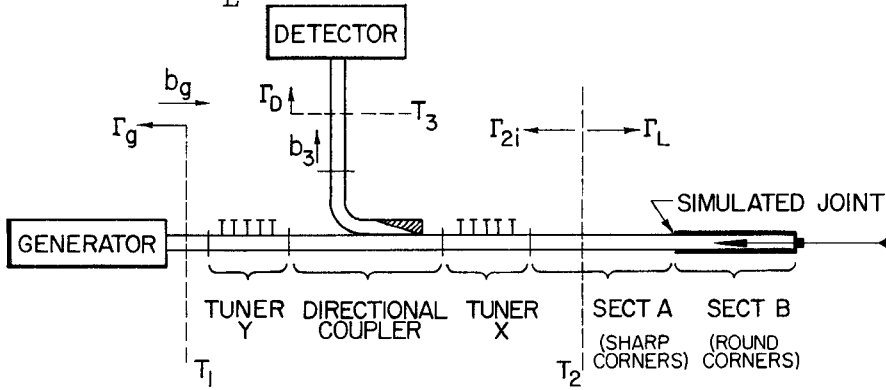 L
DETECTOR
b_g
Γ_D
T_3
Γ_g
Γ_2i
Γ_L
b_3
SIMULATED JOINT
GENERATOR
TUNER Y
DIRECTIONAL COUPLER
TUNER X
SECT A
(SHARP CORNERS)
SECT B
(ROUND CORNERS)
T_1
T_2